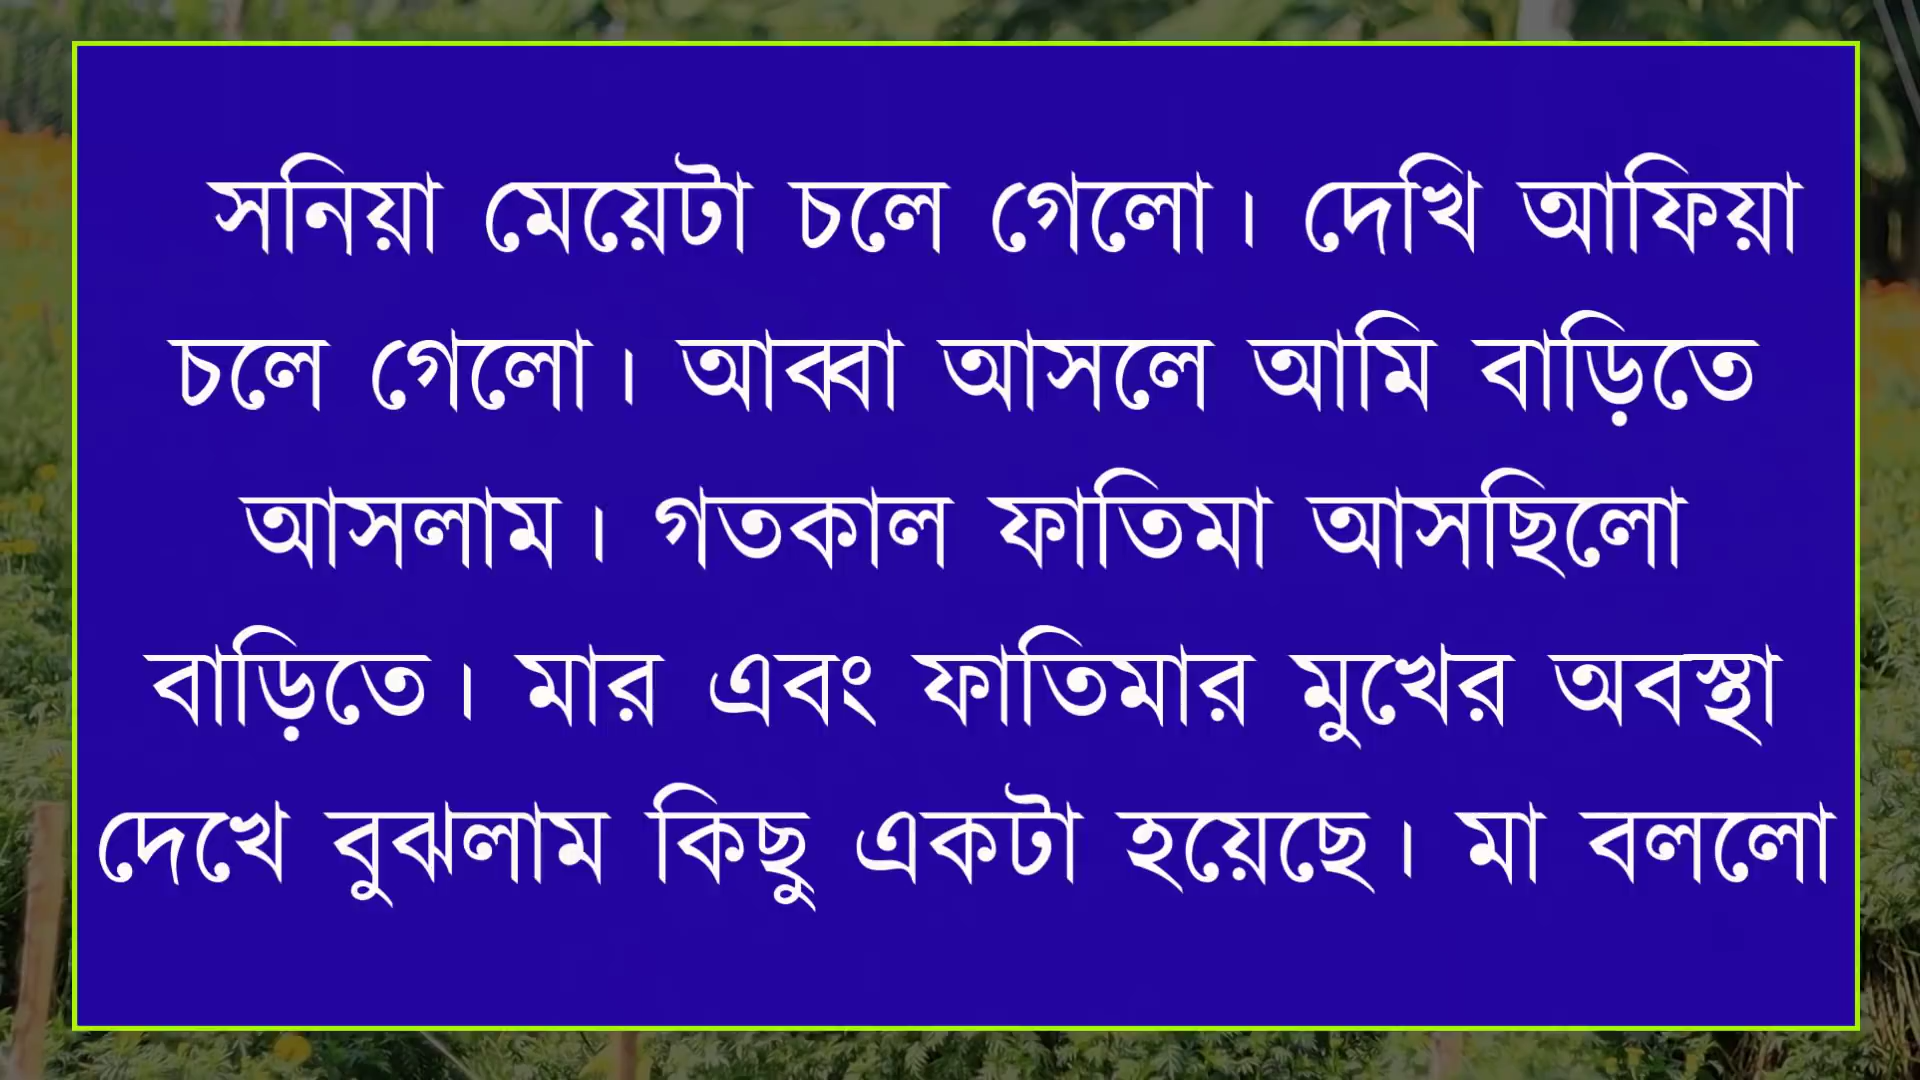 সনিয়া মেয়েটা চলে গেলো। দেখি আফিয়া
চলে গেলো। আব্বা আসলে আমি বাড়িতে
আসলাম। গতকাল ফাতিমা আসছিলো
বাড়িতে। মার এবং ফাতিমার মুখের অবস্থা
দেখে বুঝলাম কিছু একটা হয়েছে। মা বললো